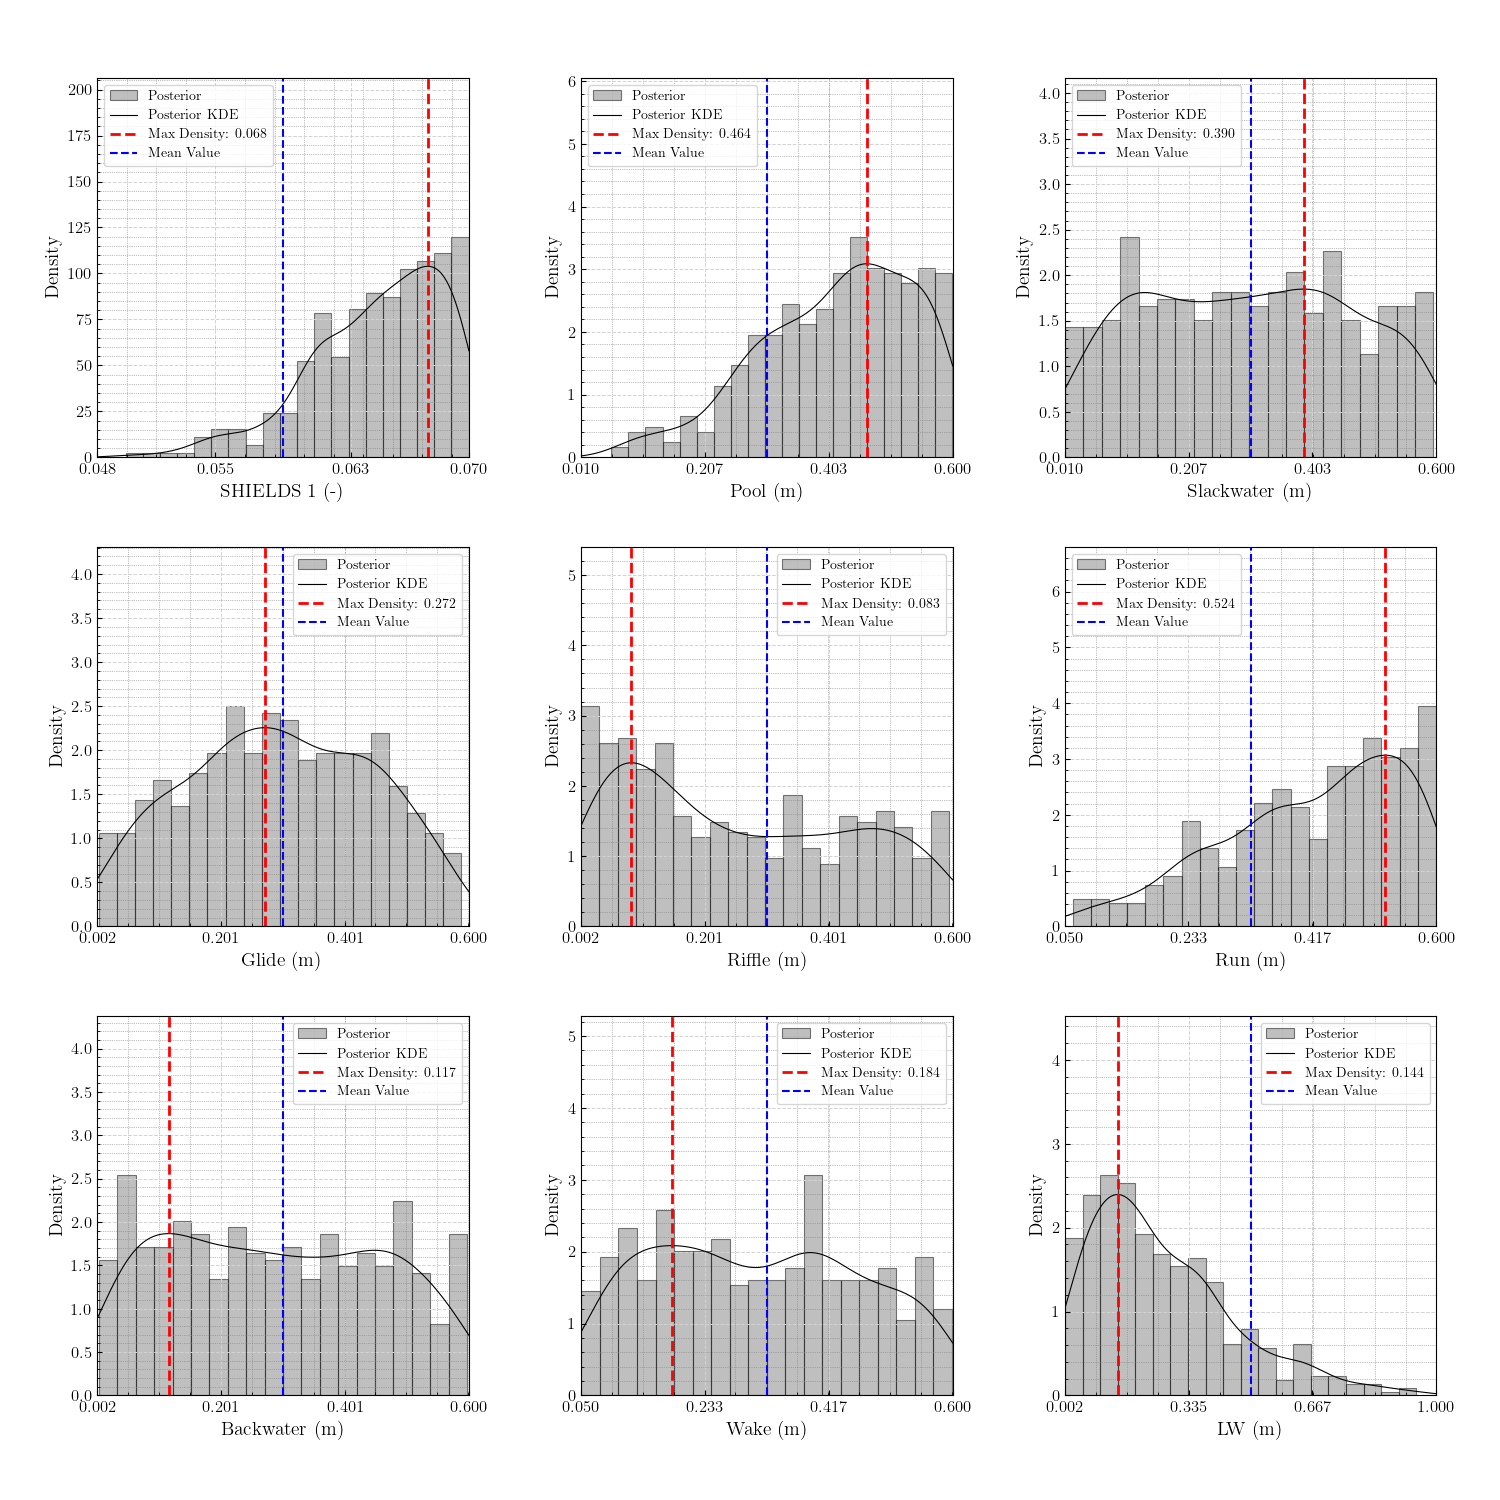 200
175
150
125
100
75
50
25
0
Density
Posterior
Posterior KDE
Max Density: 0.068
Mean Value
0.048
0.055
0.063
0.070
SHIELDS 1 (-)
6
5
4
3
2
1
0
Density
Posterior
Posterior KDE
Max Density: 0.464
Mean Value
0.010
0.207
0.403
0.600
Pool (m)
4.0
3.5
3.0
2.5
2.0
1.5
1.0
0.5
0.0
Density
Posterior
Posterior KDE
Max Density: 0.390
Mean Value
0.010
0.207
0.403
0.600
Slackwater (m)
4.0
3.5
3.0
2.5
2.0
1.5
1.0
0.5
0.0
Density
Posterior
Posterior KDE
Max Density: 0.272
Mean Value
0.002
0.201
0.401
0.600
Glide (m)
5
4
3
2
1
0
Density
Posterior
Posterior KDE
Max Density: 0.083
Mean Value
0.002
0.201
0.401
0.600
Riffle (m)
6
5
4
3
2
1
0
Density
Posterior
Posterior KDE
Max Density: 0.524
Mean Value
0.050
0.233
0.417
0.600
Run (m)
4.0
3.5
3.0
2.5
2.0
1.5
1.0
0.5
0.0
Density
Posterior
Posterior KDE
Max Density: 0.117
Mean Value
0.002
0.201
0.401
0.600
Backwater (m)
5
4
3
2
1
0
Density
Posterior
Posterior KDE
Max Density: 0.184
Mean Value
0.050
0.233
0.417
0.600
Wake (m)
4
3
2
1
0
Density
Posterior
Posterior KDE
Max Density: 0.144
Mean Value
0.002
0.335
0.667
1.000
LW (m)